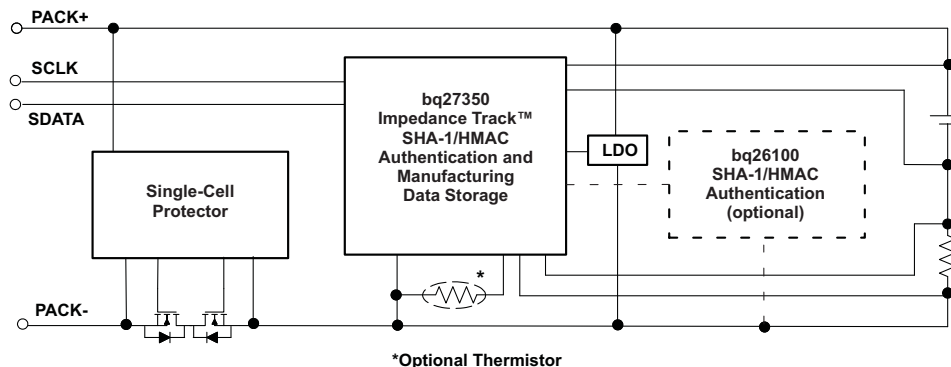 PACK+
SCLK
SDATA
bq27350
Impedance Track™
SHA-1/HMAC
Authentication and
Manufacturing
Data Storage
LDO
bq26100
SHA-1/HMAC
Authentication
(optional)
Single-Cell
Protector
*
PACK-
*Optional Thermistor